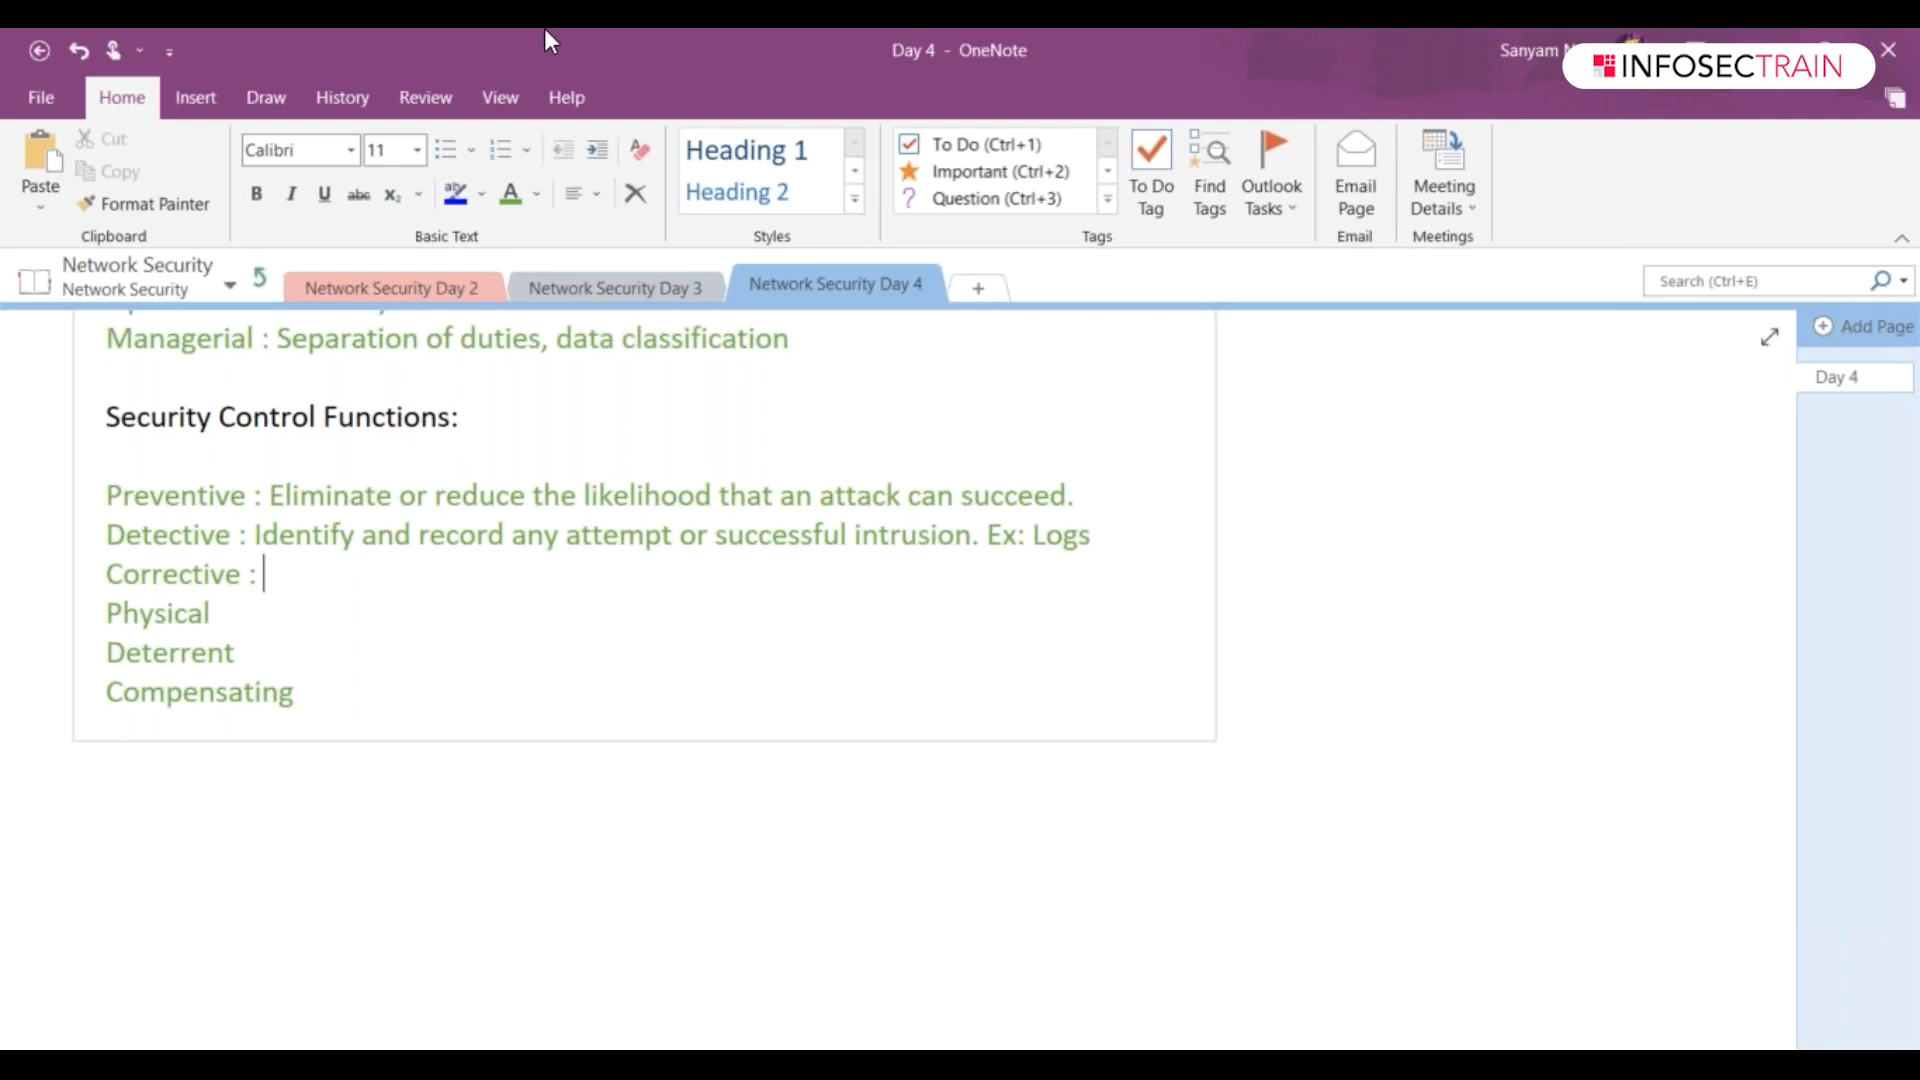 Day 4 - OneNote
Sanyam
INFOSECTRAIN
File Home Insert Draw History Review View Help
Paste
Cut
Copy
Format Painter
Clipboard
Calibri 11
B I U abc X₂ aby A
Basic Text
Heading 1
Heading 2
Styles
To Do (Ctrl+1)
Important (Ctrl+2)
Question (Ctrl+3)
To Do Tag
Find Tags
Outlook Tasks
Tags
Email Page
Email
Meeting Details
Meetings
Network Security
Network Security
Network Security Day 2
Network Security Day 3
Network Security Day 4
+
Search (Ctrl+E)
Add Page
Day 4
Managerial : Separation of duties, data classification
Security Control Functions:
Preventive : Eliminate or reduce the likelihood that an attack can succeed.
Detective : Identify and record any attempt or successful intrusion. Ex: Logs
Corrective :
Physical
Deterrent
Compensating